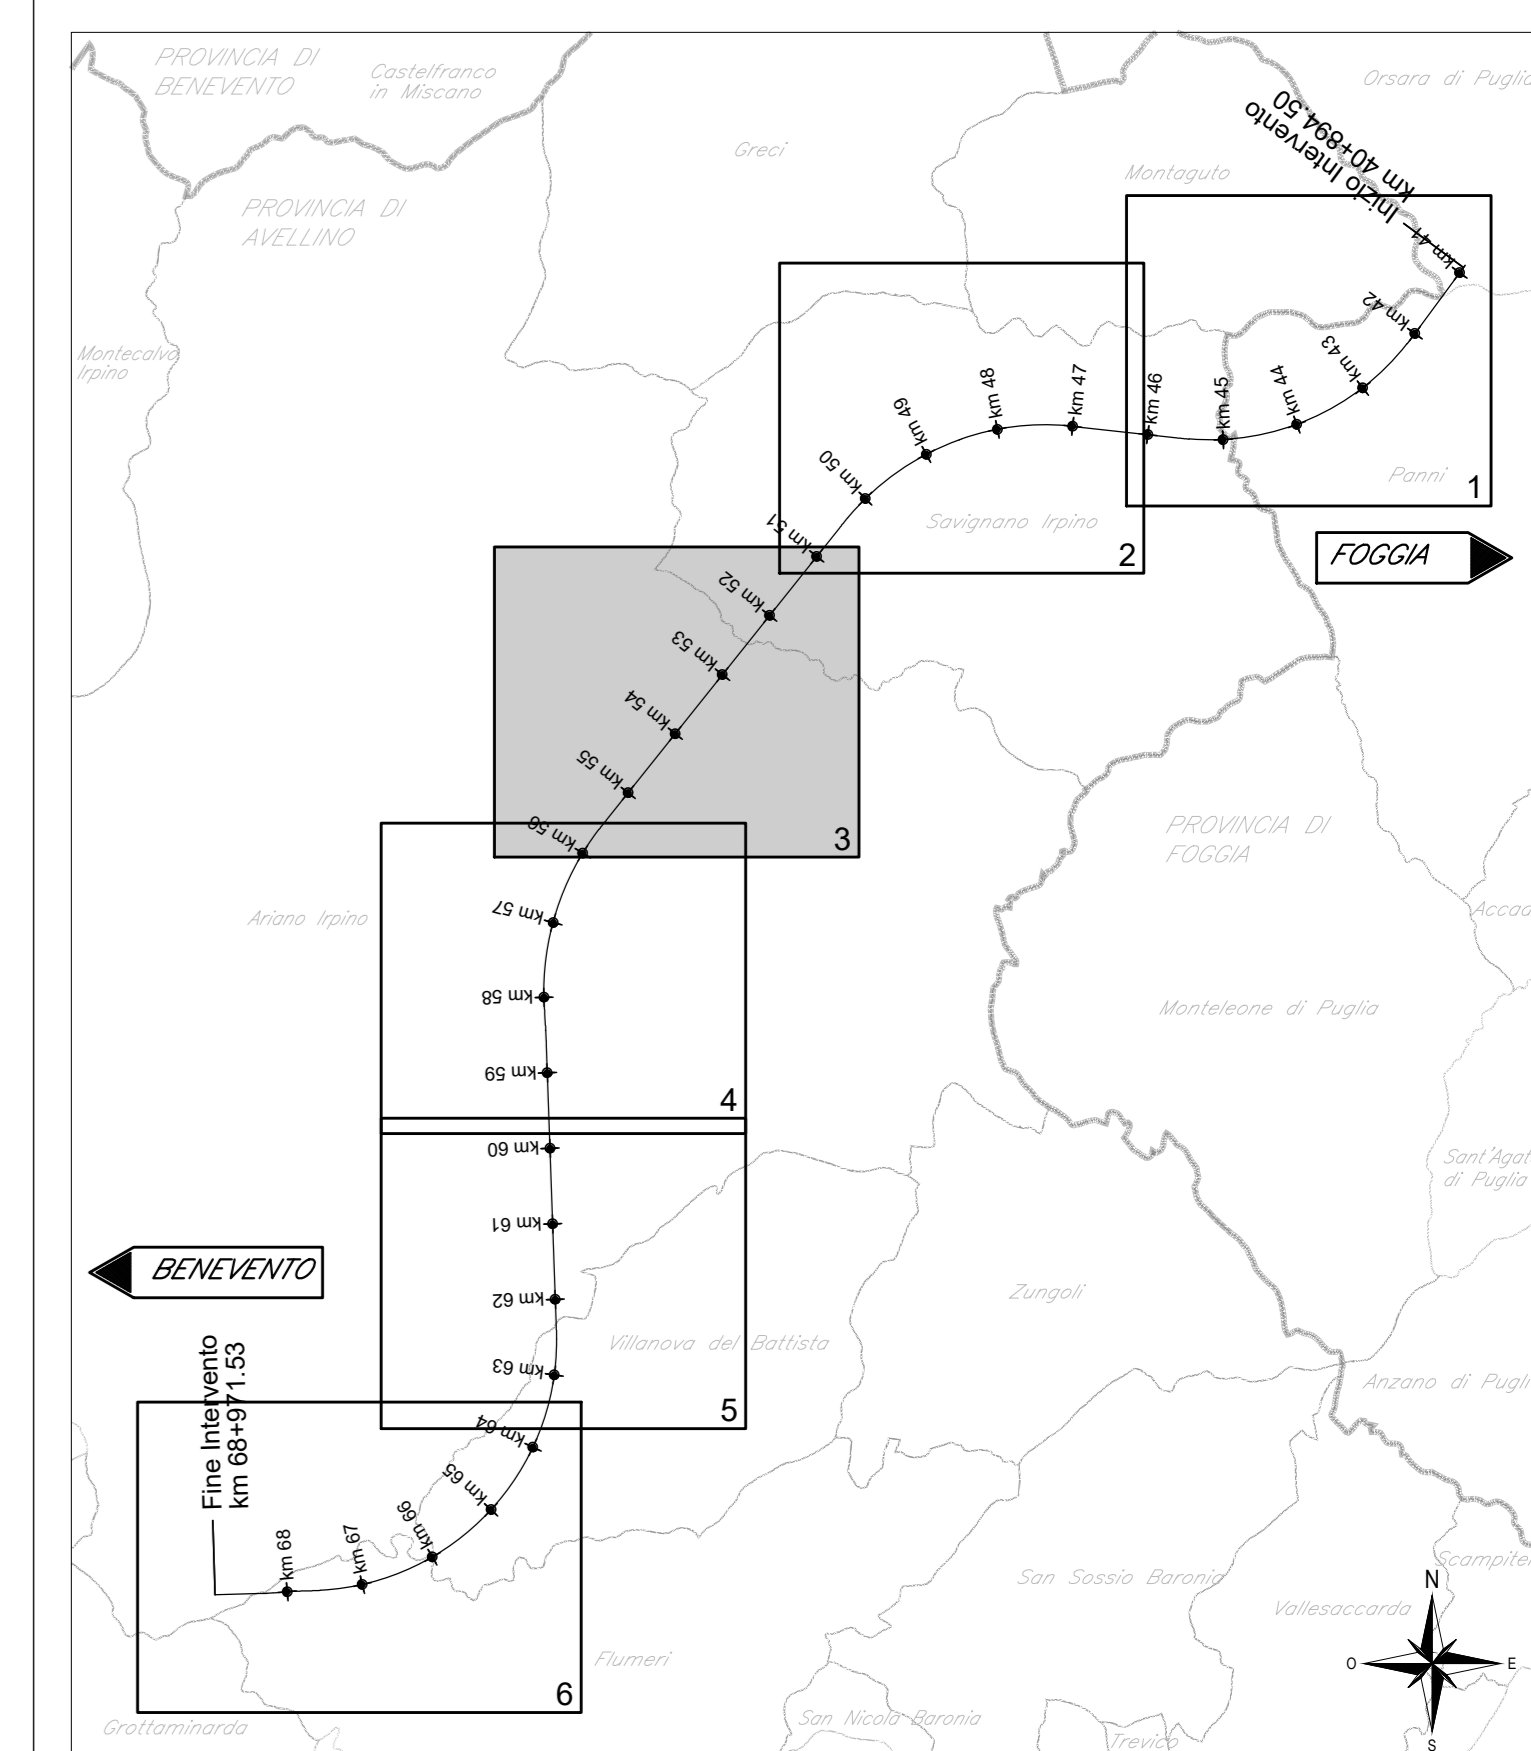 PROVINCIA DI
BENEVENTO
Castelfranco
in Miscano
Orsara di Puglia
Greci
Montaguto
Inizio Intervento
km 40+894.50
PROVINCIA DI
AVELLINO
km 41
km 42
km 43
km 44
km 45
km 46
km 47
km 48
km 49
km 50
km 51
Montecalvo
Irpino
Panni
1
Savignano Irpino
2
FOGGIA
km 52
km 53
km 54
km 55
km 56
3
PROVINCIA DI
FOGGIA
Ariano Irpino
km 57
km 58
km 59
4
Accad
Monteleone di Puglia
km 60
km 61
km 62
km 63
Sant'Agat
di Puglia
BENEVENTO
Zungoli
Villanova del Battista
Anzano di Pugli
5
Fine Intervento
km 68+971.53
km 64
km 65
km 66
km 67
km 68
Scampite
San Sossio Baronia
Vallesaccarda
N
O
E
S
Flumeri
6
Grottaminarda
San Nicola Baronia
Trevico